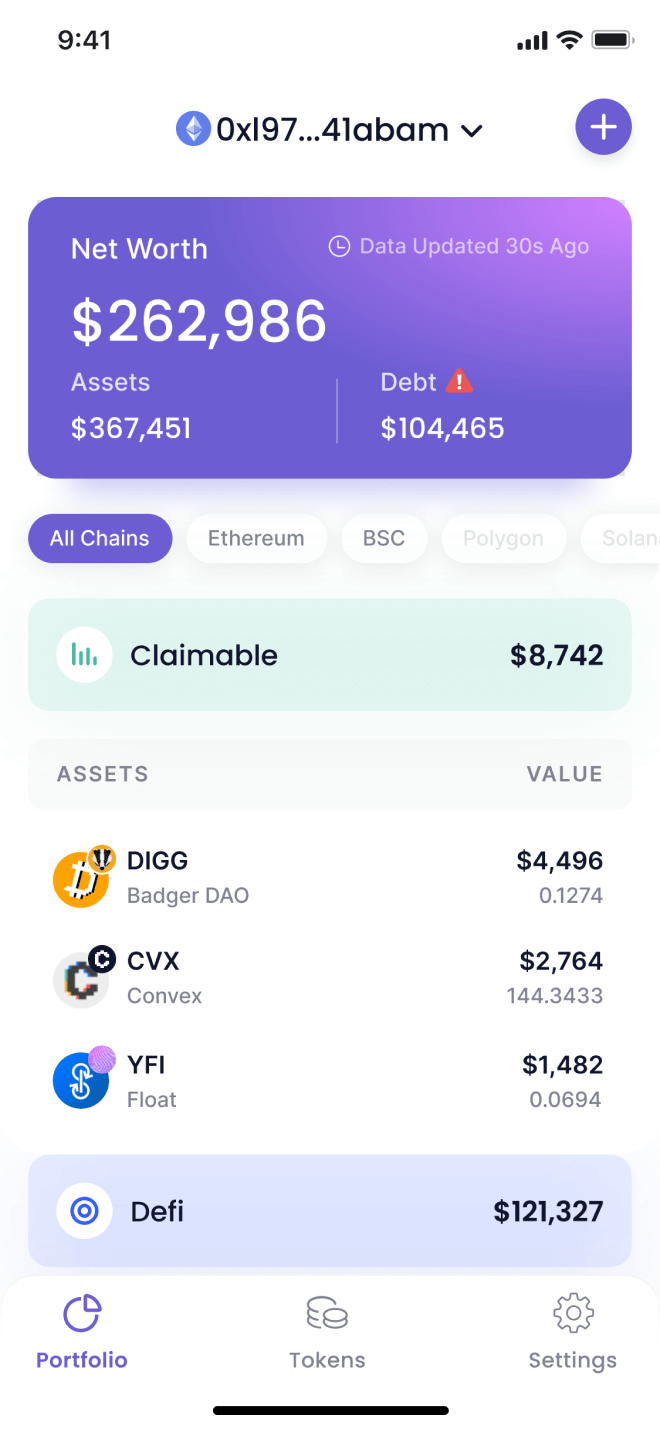 9:41
0xl97...41abam
Net Worth
Data Updated 30s Ago
$262,986
Assets
Debt
$367,451
$104,465
All Chains
Ethereum
BSC
Polygon
Solana
Claimable
$8,742
ASSETS
VALUE
DIGG
$4,496
Badger DAO
0.1274
CVX
$2,764
Convex
144.3433
YFI
$1,482
Float
0.0694
Defi
$121,327
Portfolio
Tokens
Settings